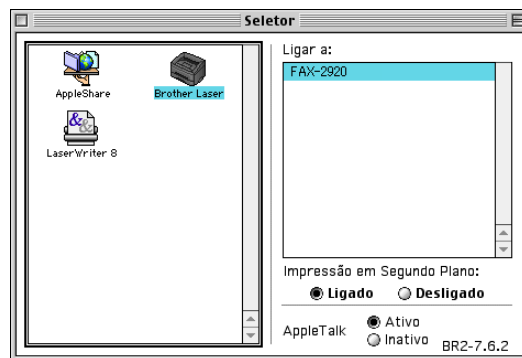 Seletor
AppleShare
Brother Laser
LaserWriter 8
Ligar a:
FAX-2920
Impressão em Segundo Plano:
Ligado Desligado
AppleTalk
Ativo
Inativo
BR2-7.6.2